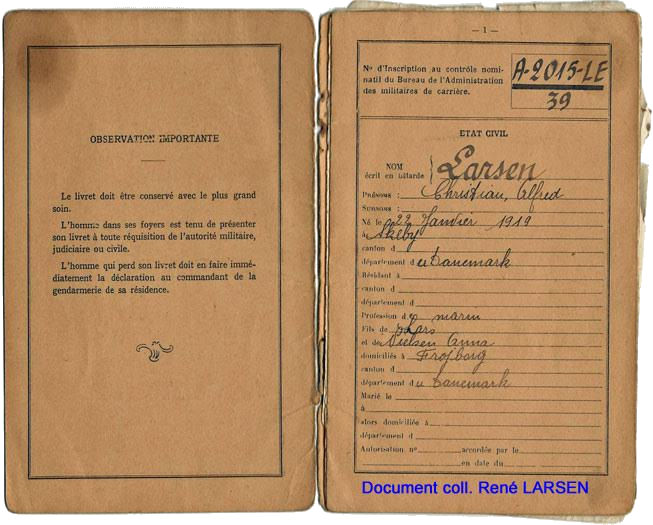 OBSERVATION IMPORTANTE
Le livret doit être conservé avec le plus grand
soin.
L'homme dans ses foyers est tenu de présenter
son livret à toute réquisition de l'autorité militaire,
judiciaire ou civile.
L'homme qui perd son livret doit en faire immé-
diatement la déclaration au commandant de la
gendarmerie de sa résidence.
— 1 —
N° d'Inscription au contrôle nomi-
natif du Bureau de l'Administration
des militaires de carrière.
A-2015-LE
39
ETAT CIVIL
NOM
écrit en bâtarde
Larsen
PRÉNOMS : Christian, Alfred
SURNOMS :
Né le 22 Janvier 1919
à Skelby
canton d
département du Danemark
Résidant à
canton d
département d
Profession de marin
Fils de Lars
et de Nielsen Anna
domiciliés à Frojborg
canton d
département du Danemark
Marié le
à
alors domiciliée à
département d
Autorisation n° accordée par le
en date du
Document coll. René LARSEN